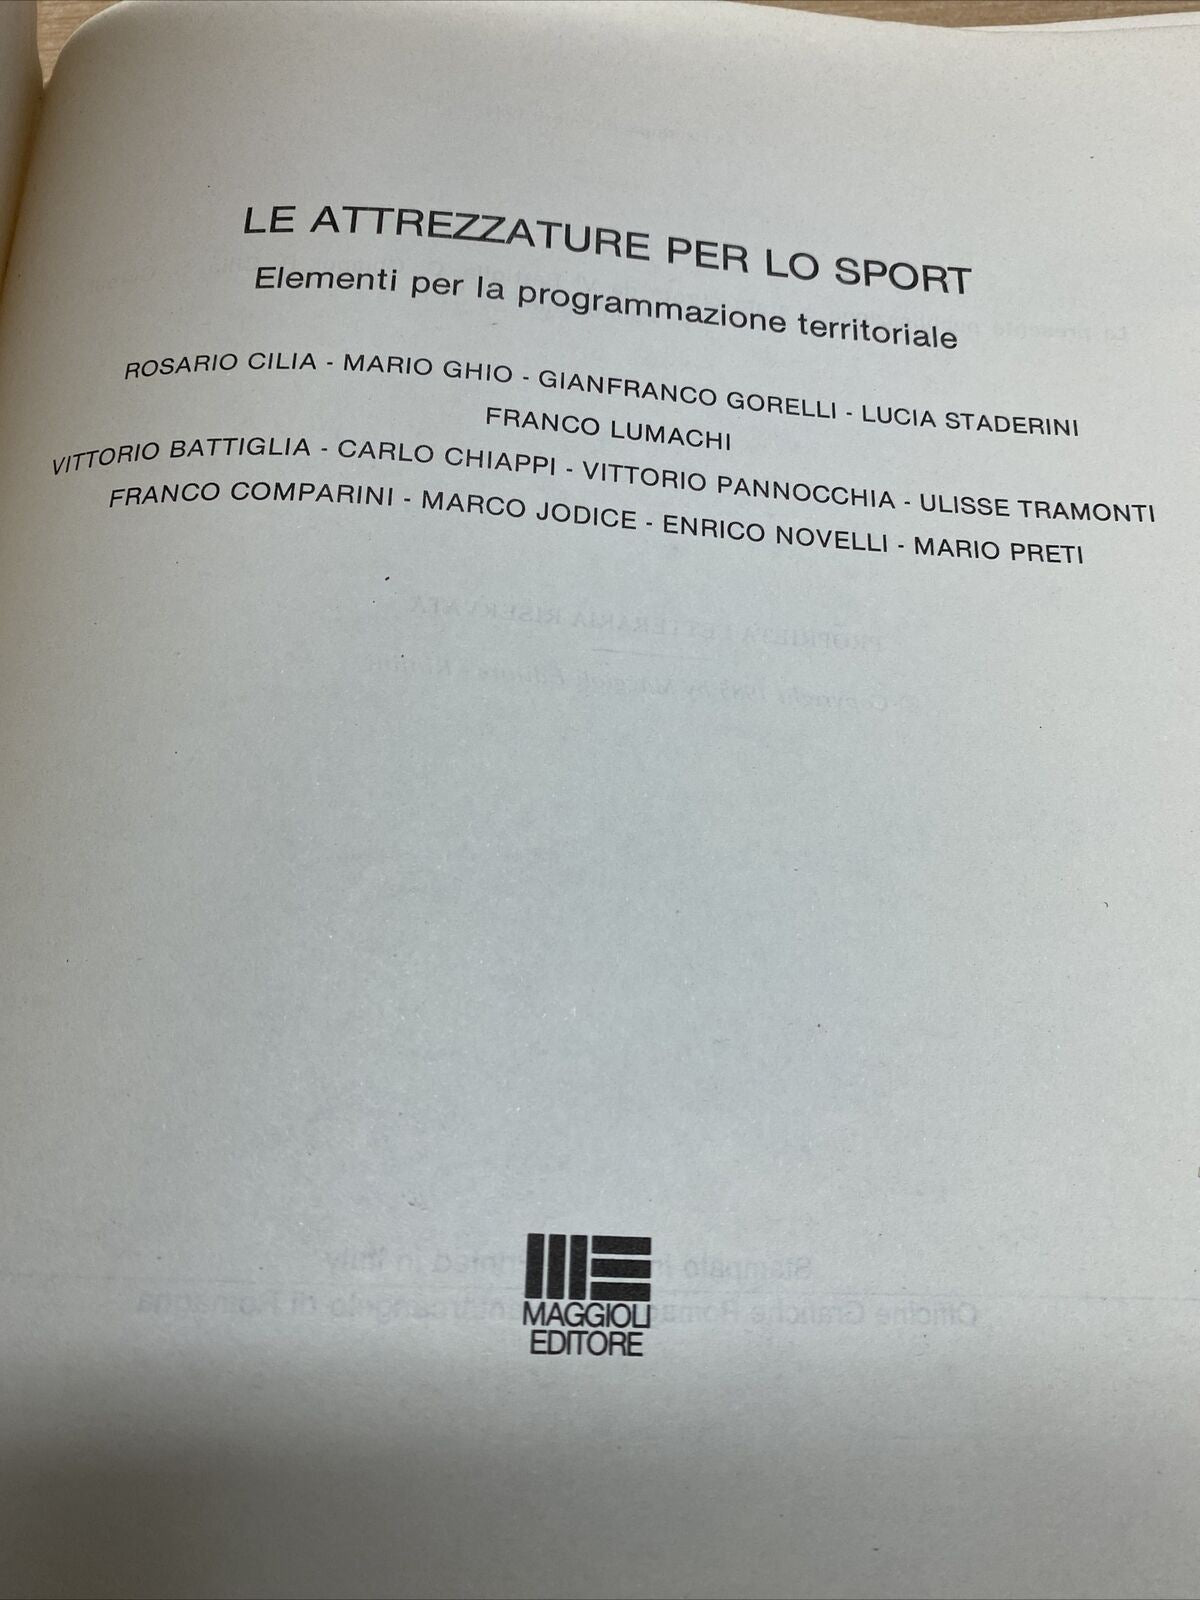 LE ATTREZZATURE PER LO SPORT
Elementi per la programmazione territoriale
ROSARIO CILIA - MARIO GHIO - GIANFRANCO GORELLI - LUCIA STADERINI
FRANCO LUMACHI
VITTORIO BATTIGLIA - CARLO CHIAPPI - VITTORIO PANNOCCHIA - ULISSE TRAMONTI
FRANCO COMPARINI - MARCO JODICE - ENRICO NOVELLI - MARIO PRETI
MAGGIOLI
EDITORE